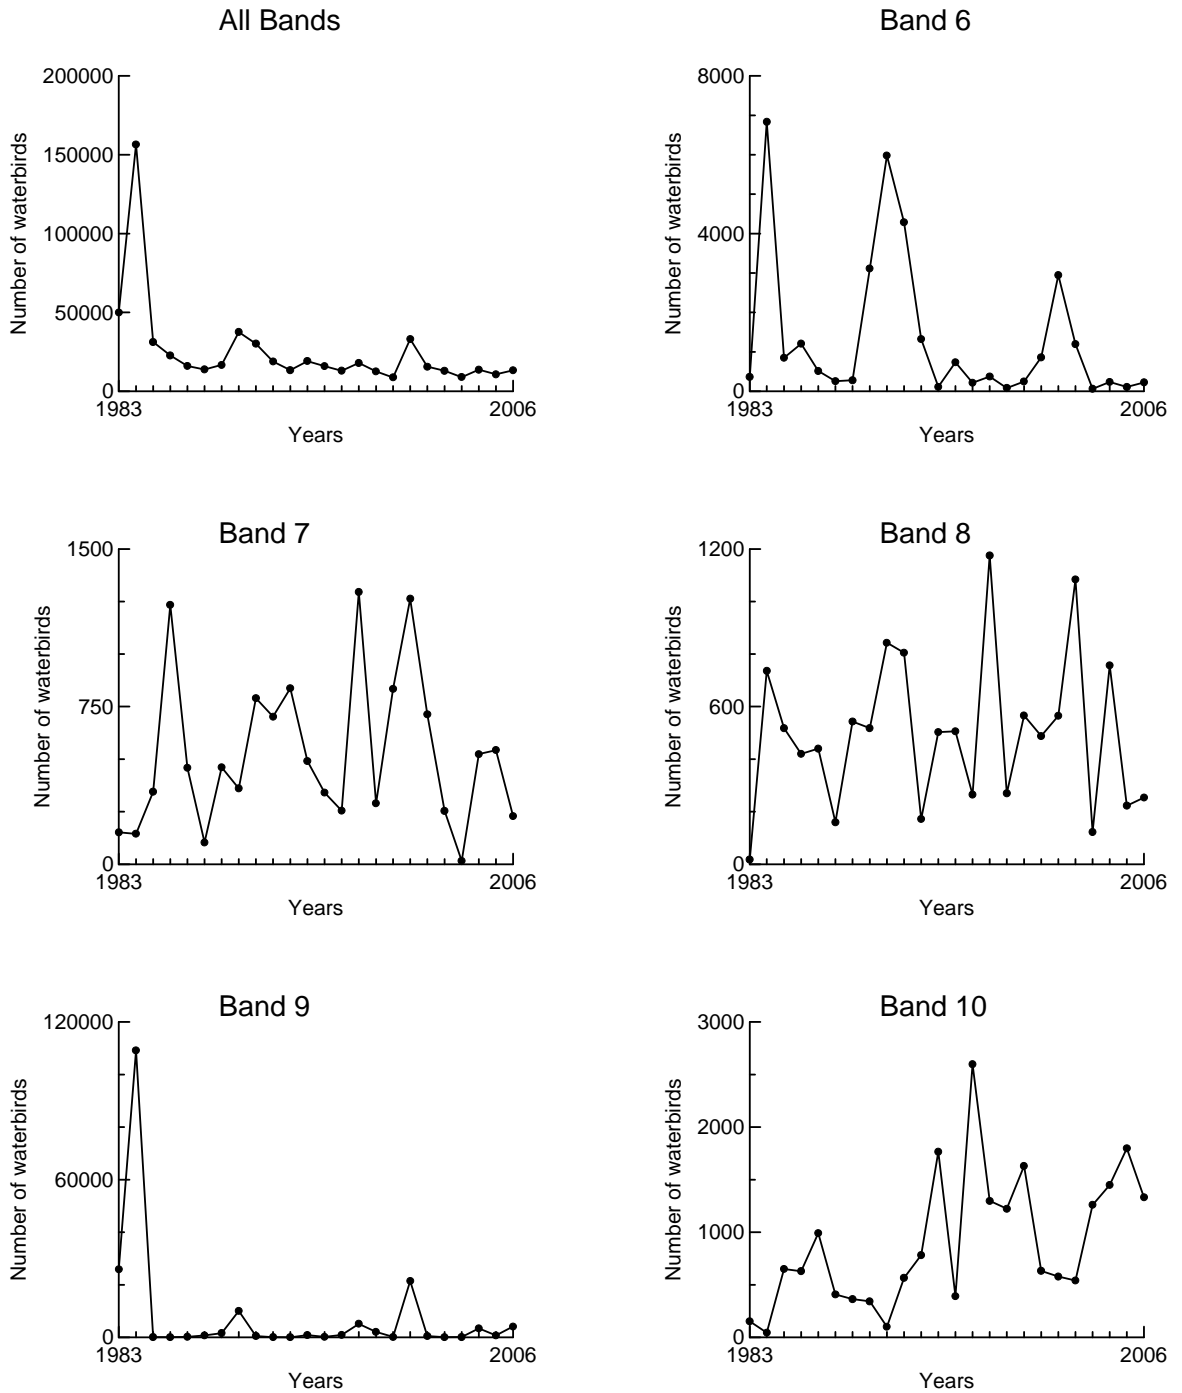 All Bands
Number of waterbirds
200000
150000
100000
50000
0
1983
2006
Years
Band 6
Number of waterbirds
8000
4000
0
1983
2006
Years
Band 7
Number of waterbirds
1500
750
0
1983
2006
Years
Band 8
Number of waterbirds
1200
600
0
1983
2006
Years
Band 9
Number of waterbirds
120000
60000
0
1983
2006
Years
Band 10
Number of waterbirds
3000
2000
1000
0
1983
2006
Years